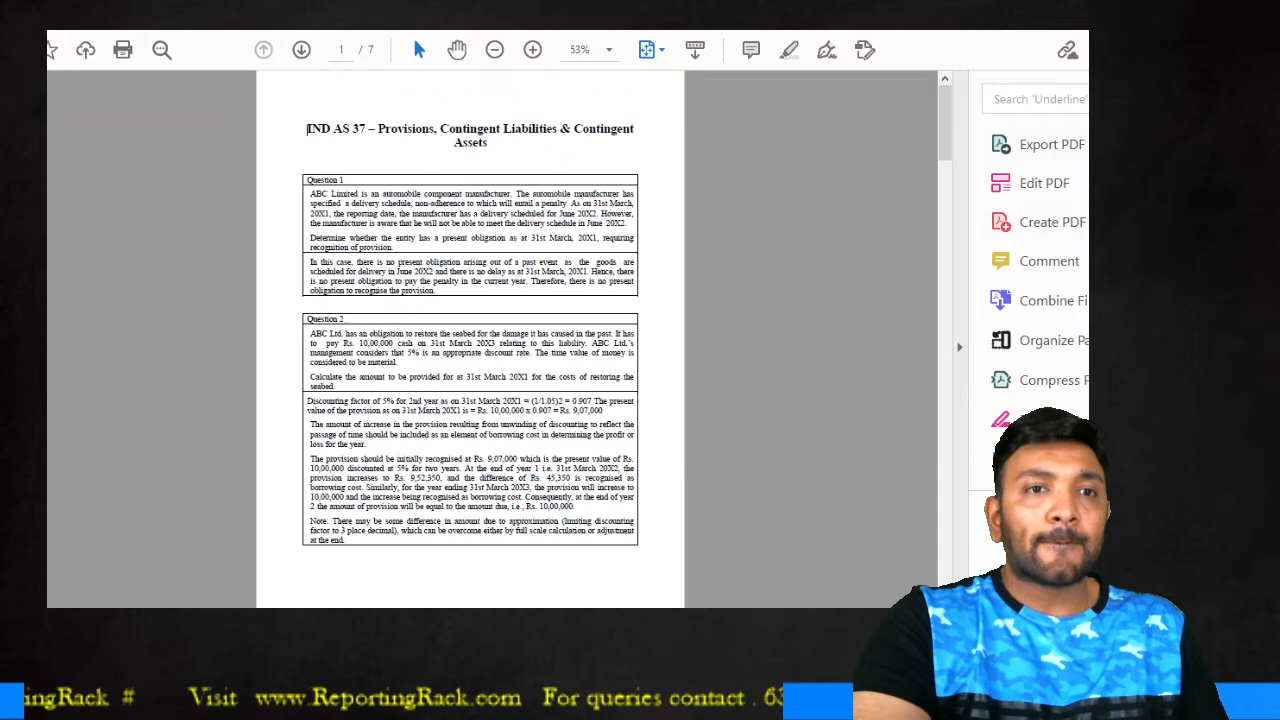 1 / 7
53%
Search 'Underline'
Export PDF
Edit PDF
Create PDF
Comment
Combine Fi
Organize Pa
Compress P
IND AS 37 – Provisions, Contingent Liabilities & Contingent
Assets
Question 1
ABC Limited is an automobile component manufacturer. The automobile manufacturer has
specified a delivery schedule, non-adherence to which will entail a penalty. As on 31st March,
20X1, the reporting date, the manufacturer has a delivery scheduled for June 20X2. However,
the manufacturer is aware that he will not be able to meet the delivery schedule in June 20X2.
Determine whether the entity has a present obligation as at 31st March, 20X1, requiring
recognition of provision.
In this case, there is no present obligation arising out of a past event as the goods are
scheduled for delivery in June 20X2 and there is no delay as at 31st March, 20X1. Hence, there
is no present obligation to pay the penalty in the current year. Therefore, there is no present
obligation to recognise the provision.
Question 2
ABC Ltd. has an obligation to restore the seabed for the damage it has caused in the past. It has
to pay Rs. 10,00,000 cash on 31st March 20X3 relating to this liability. ABC Ltd.'s
management considers that 5% is an appropriate discount rate. The time value of money is
considered to be material.
Calculate the amount to be provided for at 31st March 20X1 for the costs of restoring the
seabed.
Discounting factor of 5% for 2nd year as on 31st March 20X1 = (1/1.05)2 = 0.907 The present
value of the provision as on 31st March 20X1 is = Rs. 10,00,000 x 0.907 = Rs. 9,07,000
The amount of increase in the provision resulting from unwinding of discounting to reflect the
passage of time should be included as an element of borrowing cost in determining the profit or
loss for the year.
The provision should be initially recognised at Rs. 9,07,000 which is the present value of Rs.
10,00,000 discounted at 5% for two years. At the end of year 1 i.e. 31st March 20X2, the
provision increases to Rs. 9,52,350, and the difference of Rs. 45,350 is recognised as
borrowing cost. Similarly, for the year ending 31st March 20X3, the provision will increase to
10,00,000 and the increase being recognised as borrowing cost. Consequently, at the end of year
2 the amount of provision will be equal to the amount due, i.e., Rs. 10,00,000.
Note: There may be some difference in amount due to approximation (limiting discounting
factor to 3 place decimal), which can be overcome either by full scale calculation or adjustment
at the end.
ingRack # Visit www.ReportingRack.com For queries contact . 63